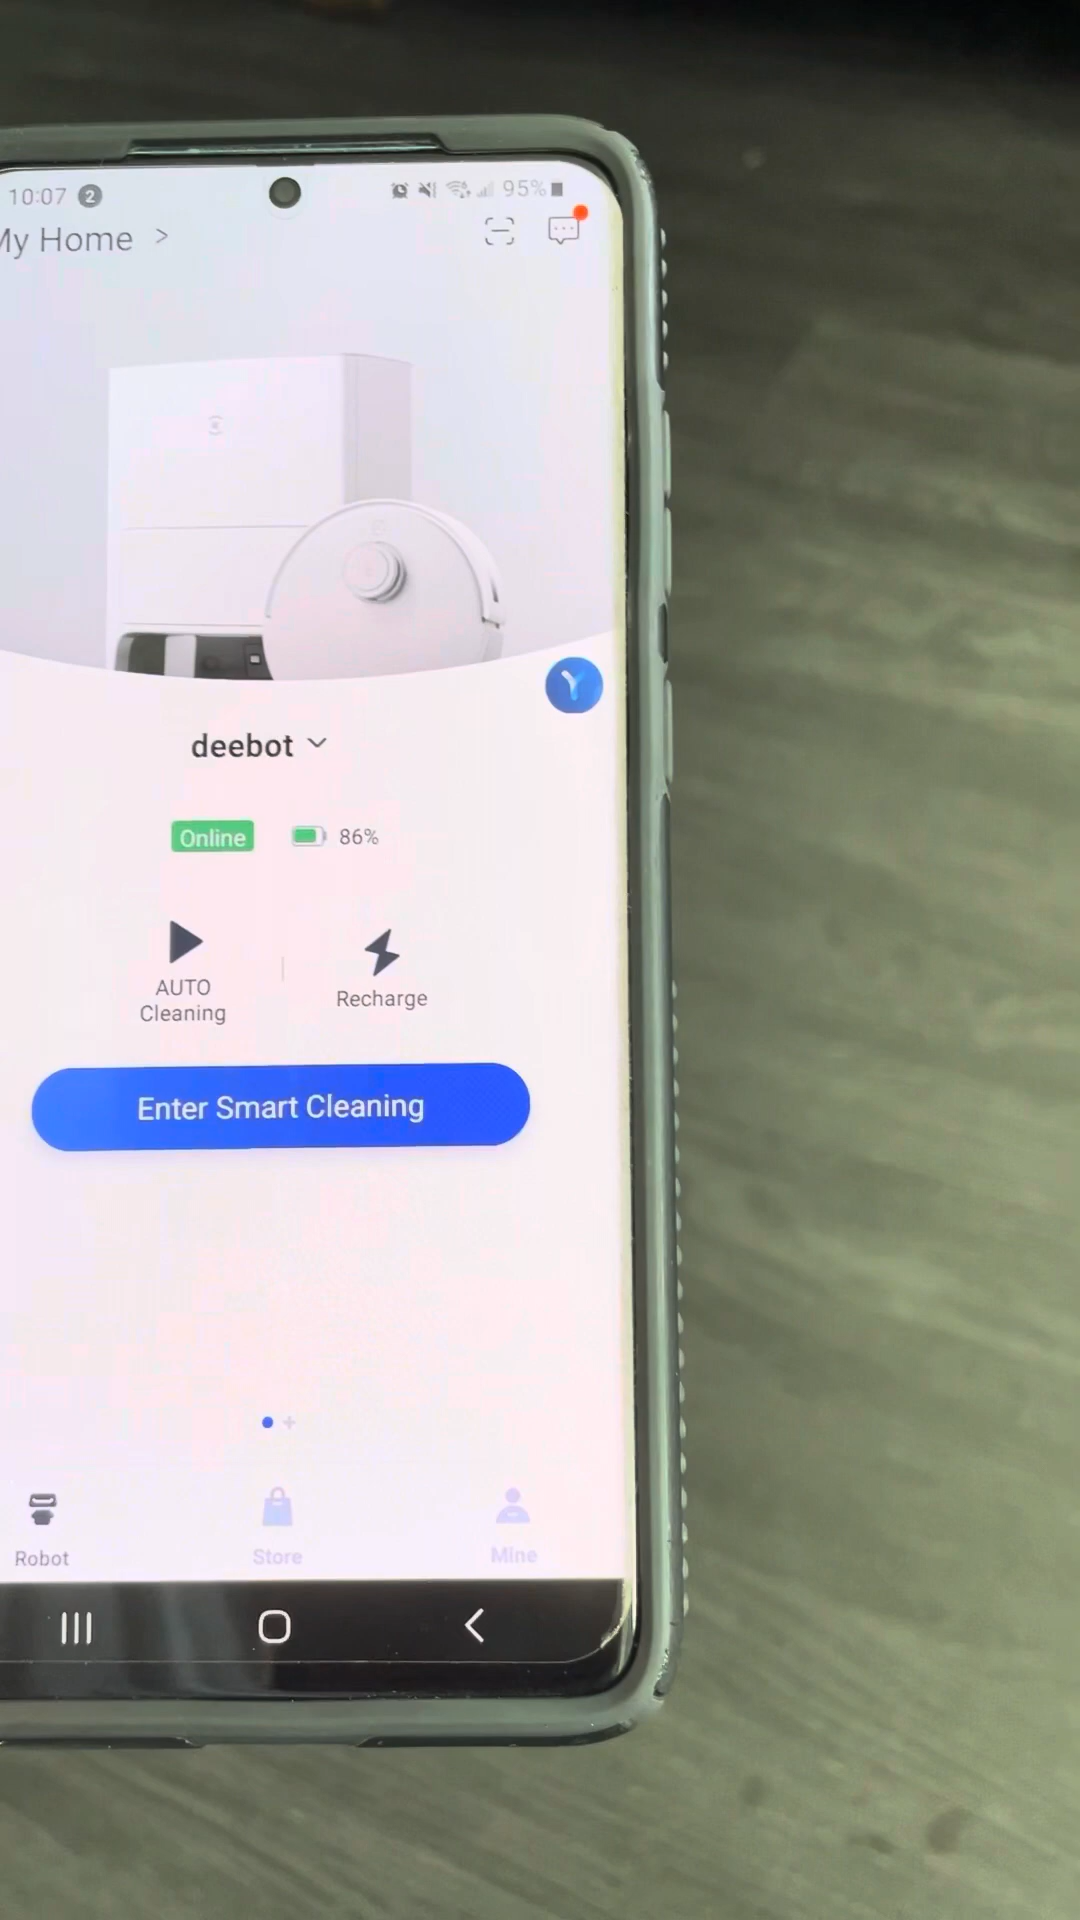 10:07 2 95%
My Home >
deebot
Online 86%
AUTO
Cleaning
Recharge
Enter Smart Cleaning
Robot Store Mine